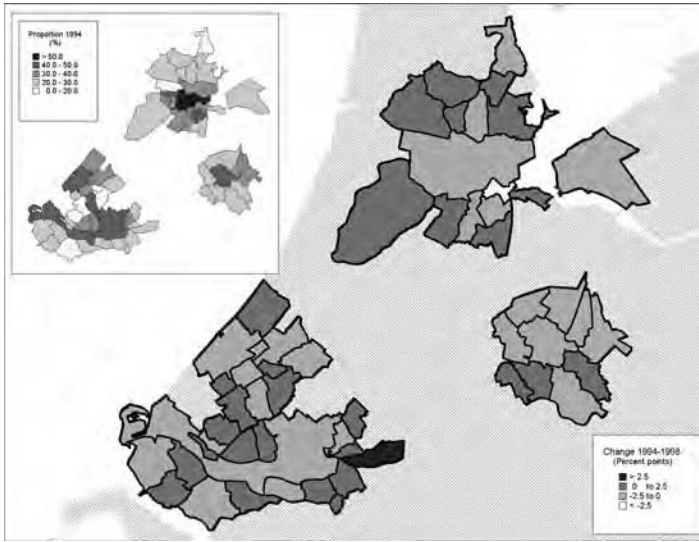 Proportion 1994
(%)
> 50.0
40.0 - 50.0
30.0 - 40.0
20.0 - 30.0
0.0 - 20.0
Change 1994-1998
(Percent points)
> 2.5
0 to 2.5
-2.5 to 0
< -2.5